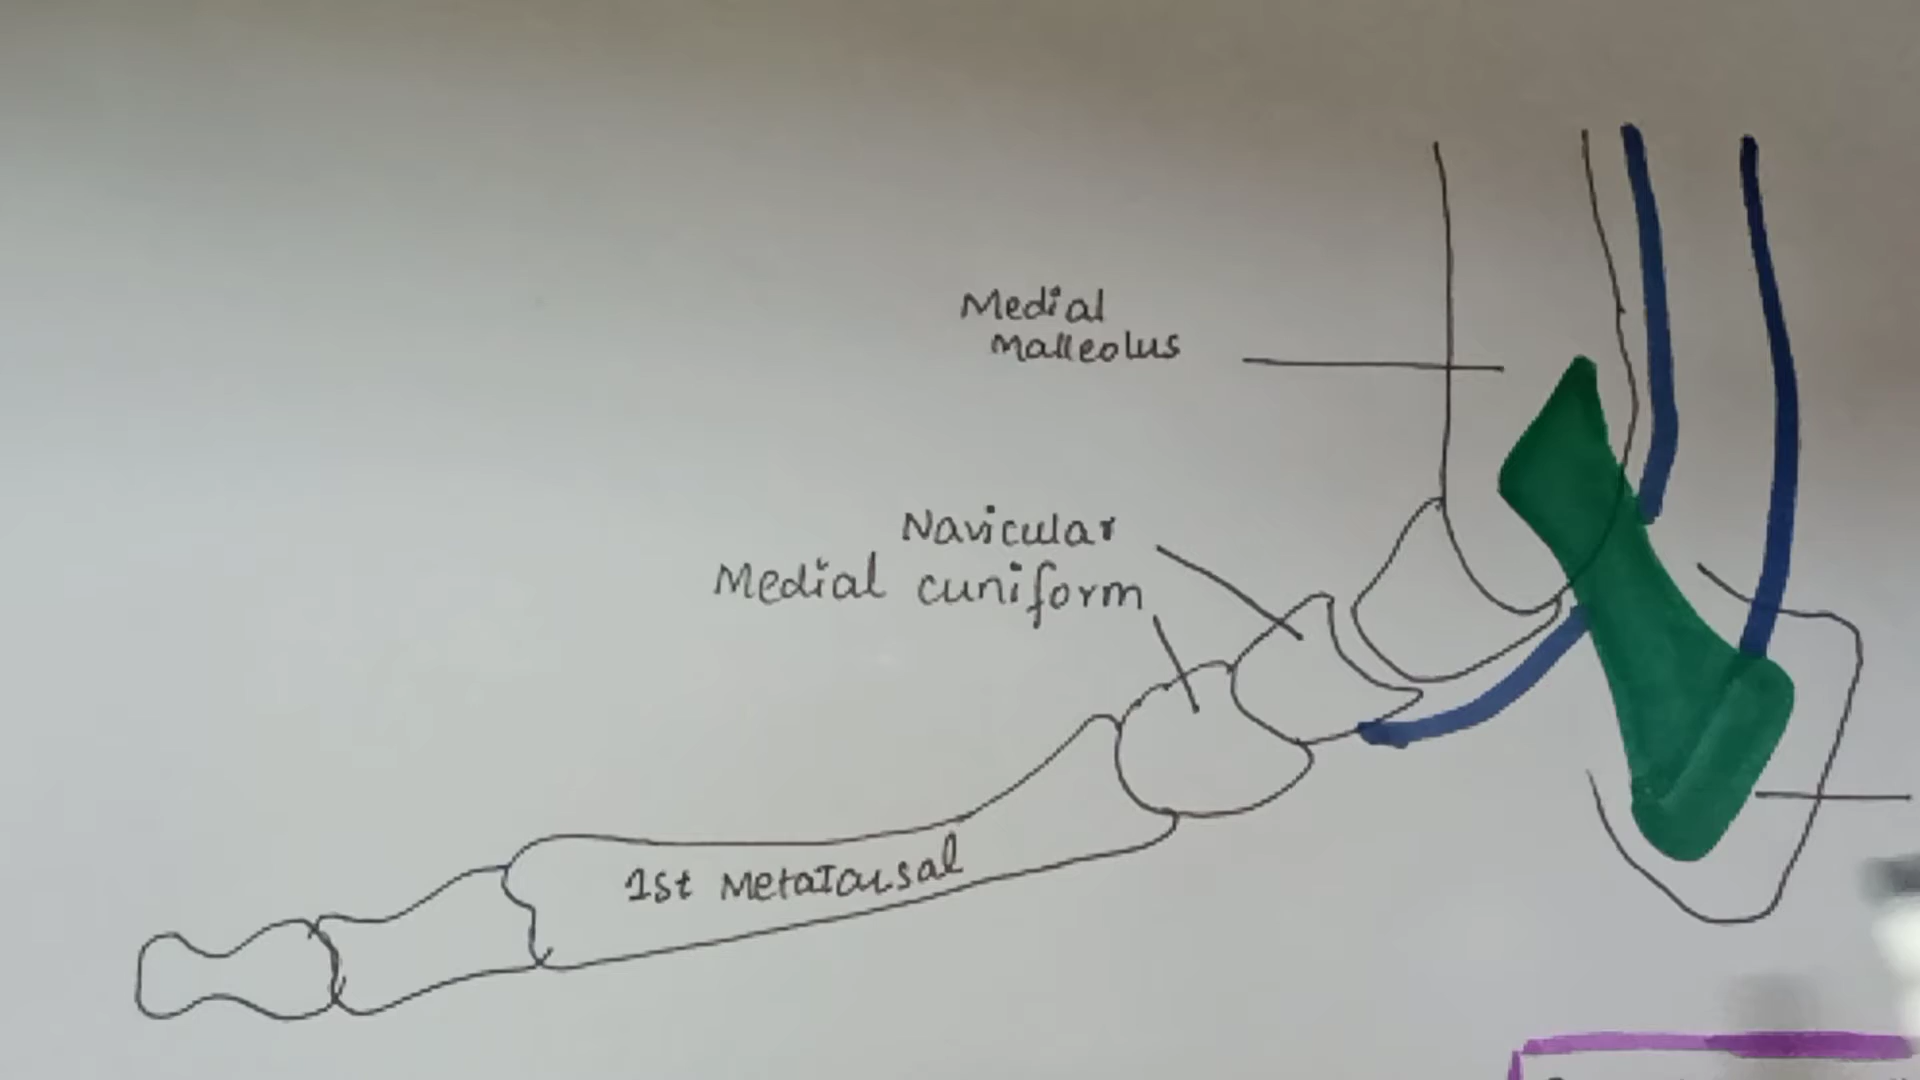 Medial
Malleolus
Navicular
Medial cuniform
1st Metatarsal